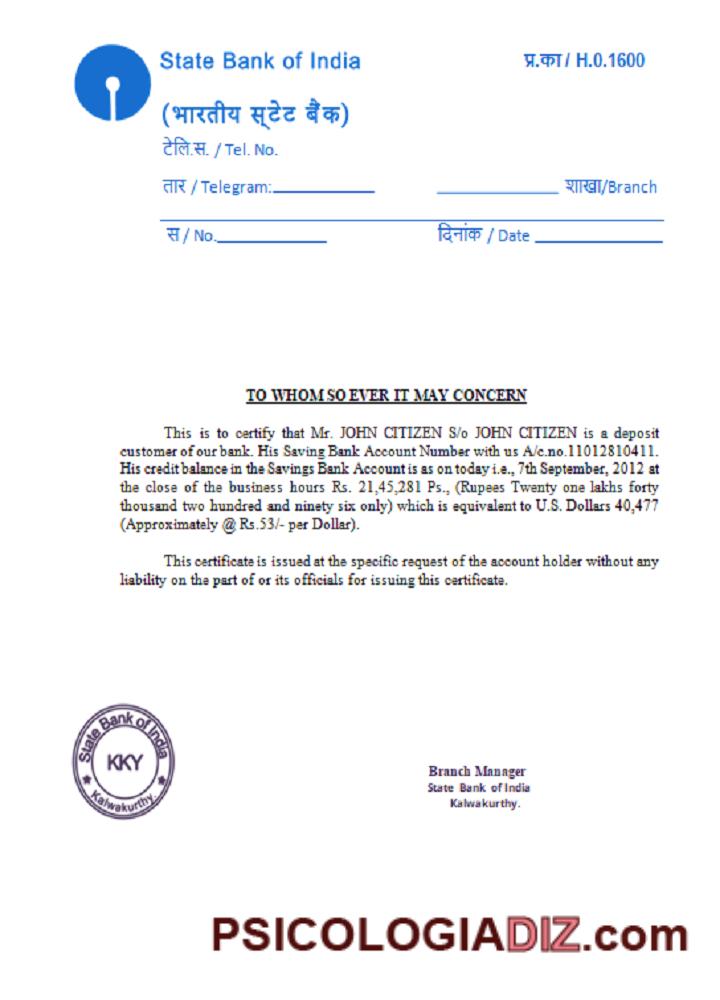 State Bank of India
प्र.का / H.0.1600
(भारतीय स्टेट बैंक)
टेलि.स. / Tel. No.
तार / Telegram:____________ ______________ शाखा/Branch
स / No.____________ दिनांक / Date ______________
TO WHOM SO EVER IT MAY CONCERN
This is to certify that Mr. JOHN CITIZEN S/o JOHN CITIZEN is a deposit
customer of our bank. His Saving Bank Account Number with us A/c.no.11012810411.
His credit balance in the Savings Bank Account is as on today i.e., 7th September, 2012 at
the close of the business hours Rs. 21,45,281 Ps., (Rupees Twenty one lakhs forty
thousand two hundred and ninety six only) which is equivalent to U.S. Dollars 40,477
(Approximately @ Rs.53/- per Dollar).
This certificate is issued at the specific request of the account holder without any
liability on the part of or its officials for issuing this certificate.
State Bank of India
KKY
Kalwakurthy.
Branch Manager
State Bank of India
Kalwakurthy.
PSICOLOGIADIZ.com